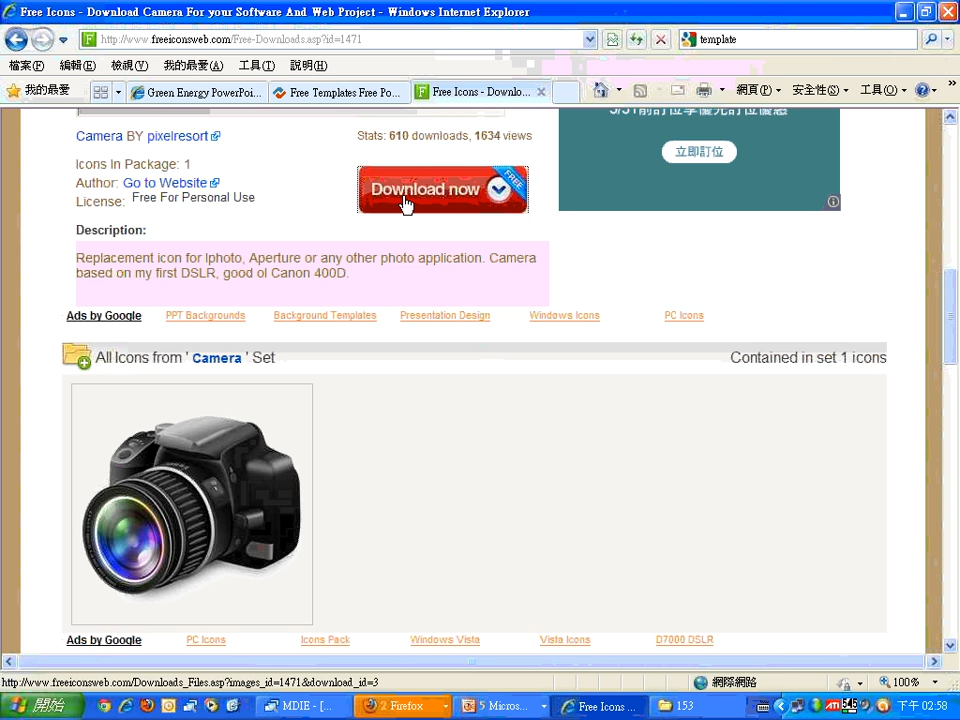 Free Icons - Download Camera For your Software And Web Project - Windows Internet Explorer
http://www.freeiconsweb.com/Free-Downloads.asp?id=1471
template
檔案(F) 編輯(E) 檢視(V) 我的最愛(A) 工具(T) 說明(H)
我的最愛 Green Energy PowerPoi... Free Templates Free Po... Free Icons - Downlo... 網頁(P) 安全性(S) 工具(O)
立即訂位
Camera BY pixelresort Stats: 610 downloads, 1634 views
Icons In Package: 1
Author: Go to Website
License: Free For Personal Use
Download now FREE
Description:
Replacement icon for Iphoto, Aperture or any other photo application. Camera
based on my first DSLR, good ol Canon 400D.
Ads by Google PPT Backgrounds Background Templates Presentation Design Windows Icons PC Icons
All Icons from ' Camera ' Set Contained in set 1 icons
Ads by Google PC Icons Icons Pack Windows Vista Vista Icons D7000 DSLR
http://www.freeiconsweb.com/Downloads_Files.asp?images_id=1471&download_id=3 網際網路 100%
開始 MDIE - [... 2 Firefox 5 Micros... Free Icons ... 153 下午 02:58